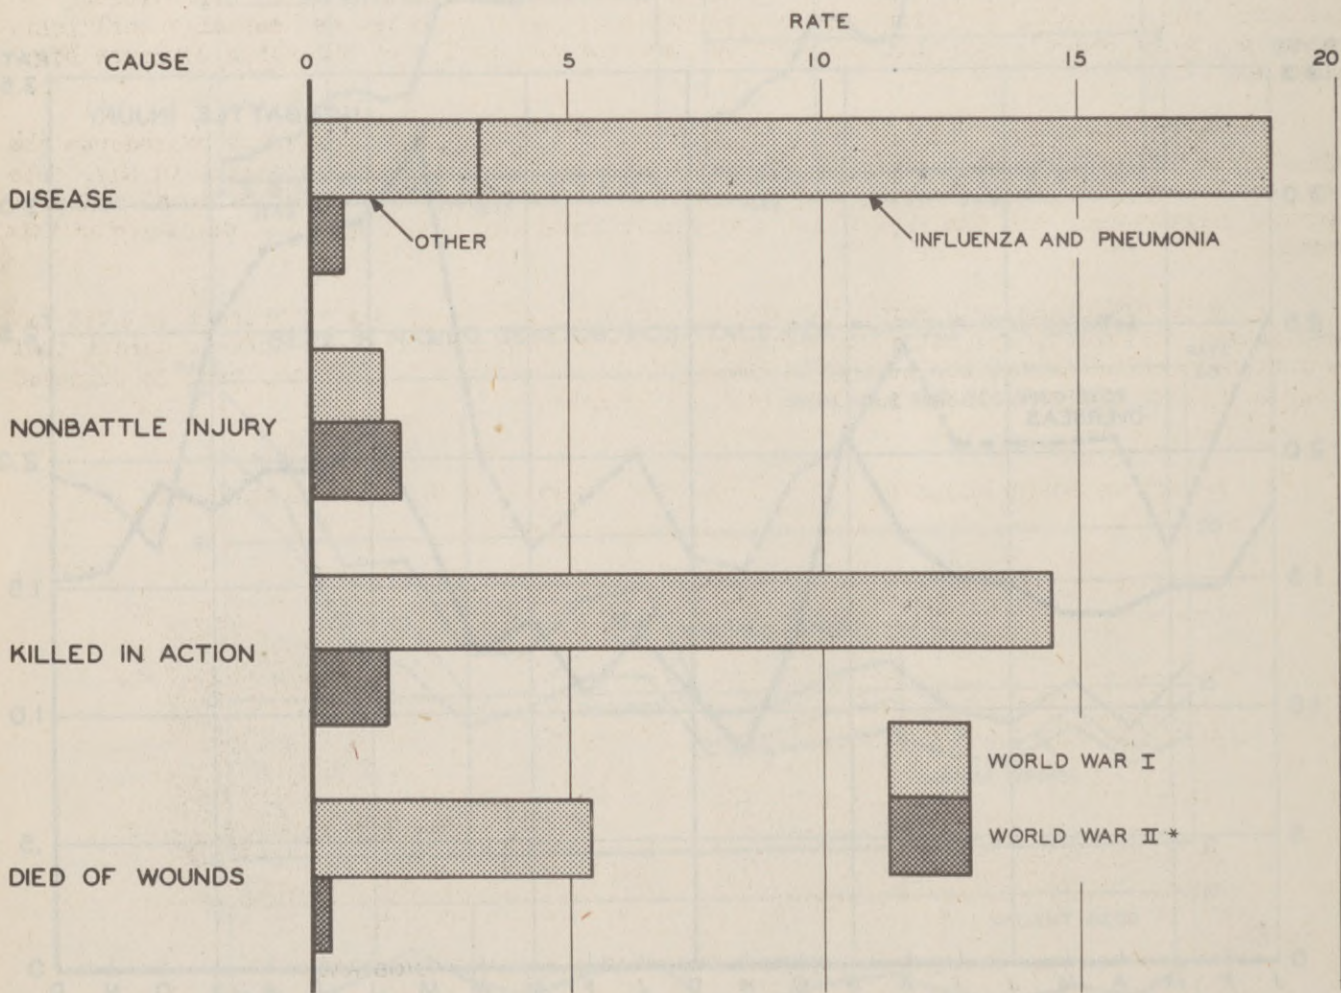 RATE
CAUSE 0 5 10 15 20
DISEASE
OTHER
INFLUENZA AND PNEUMONIA
NONBATTLE INJURY
KILLED IN ACTION
WORLD WAR I
WORLD WAR II *
DIED OF WOUNDS